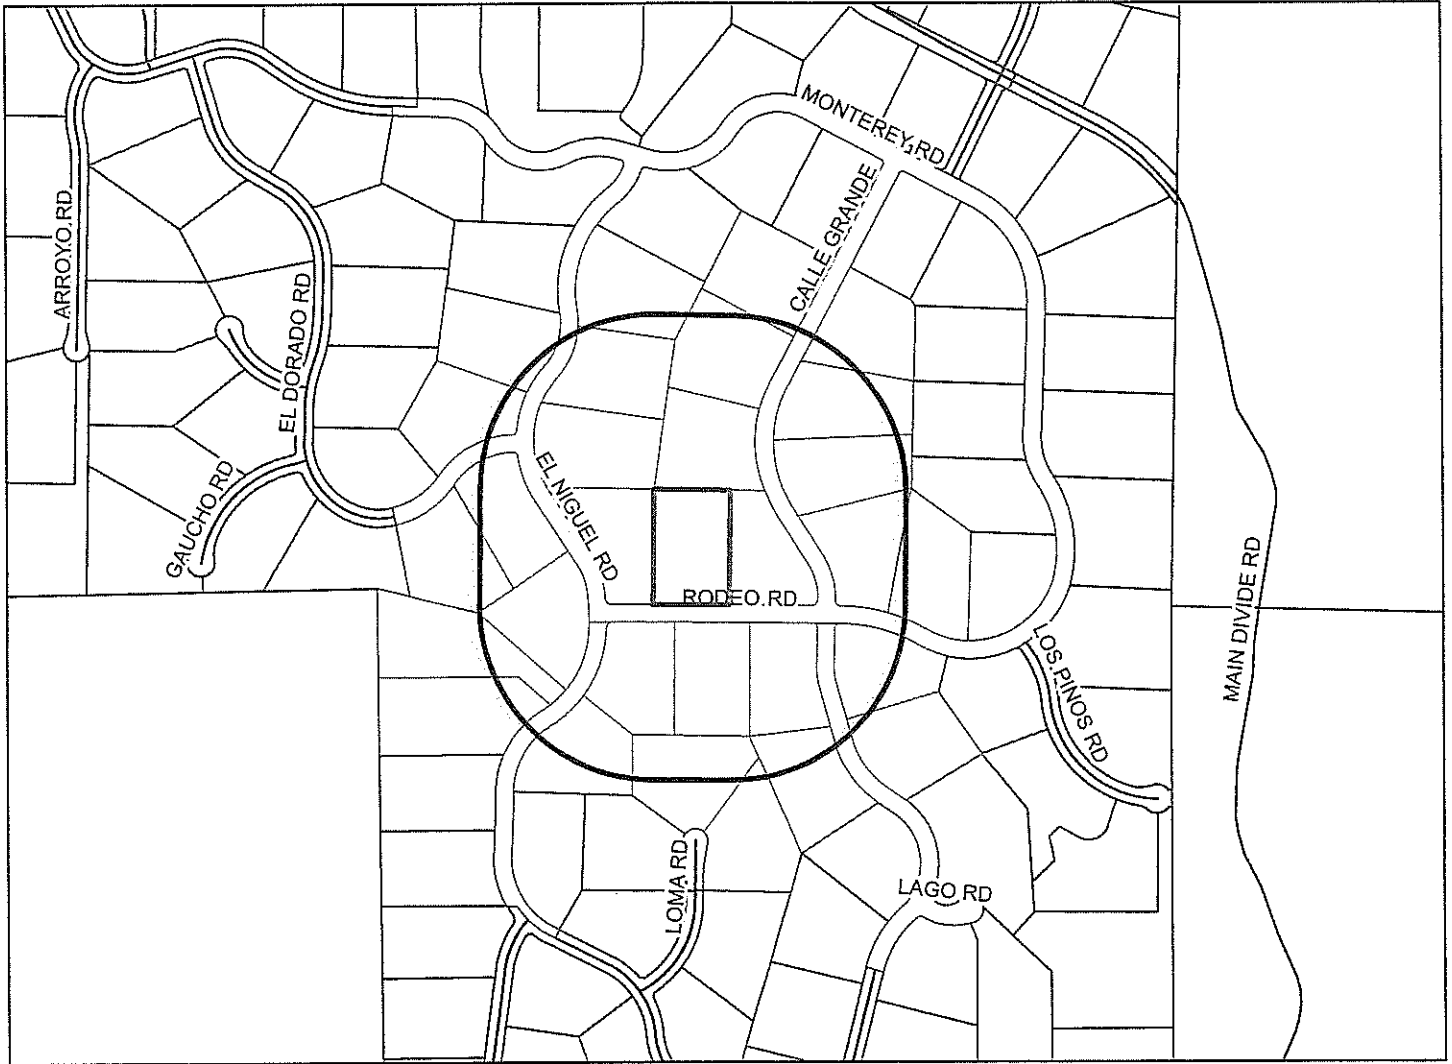 MONTEREY RD
CALLE GRANDE
ARROYO RD
EL DORADO RD
GAUCHO RD
EL NIGUEL RD
RODEO RD
MAIN DIVIDE RD
LOS PINOS RD
LOMA RD
LAGO RD